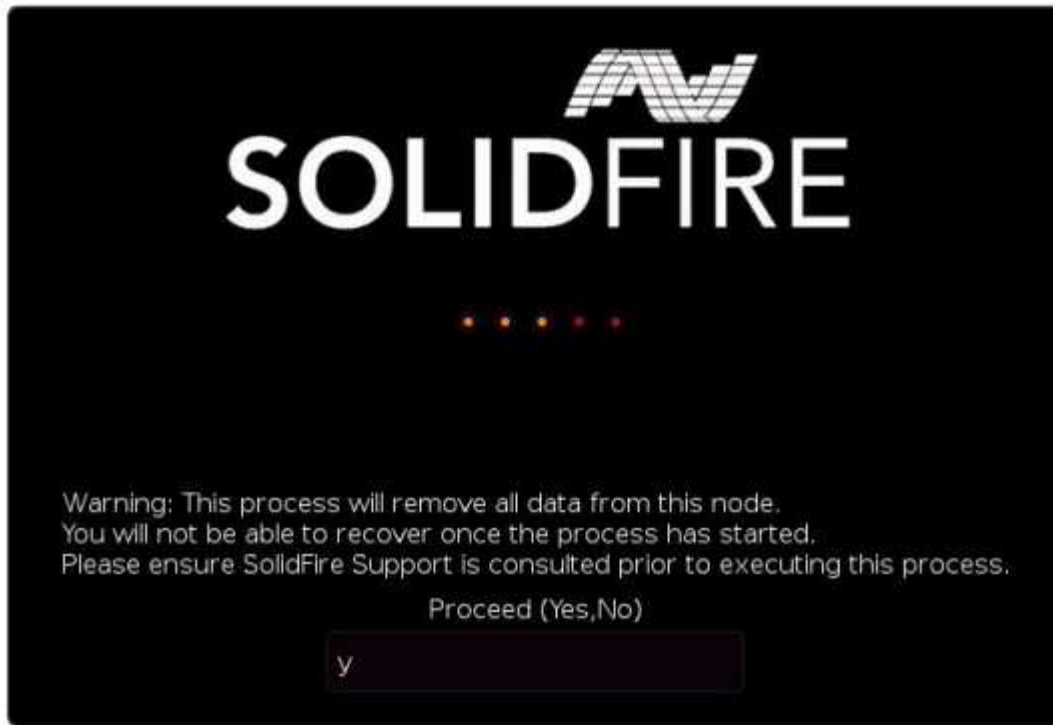 SOLIDFIRE
Warning: This process will remove all data from this node.
You will not be able to recover once the process has started.
Please ensure SolidFire Support is consulted prior to executing this process.
Proceed (Yes,No)
y